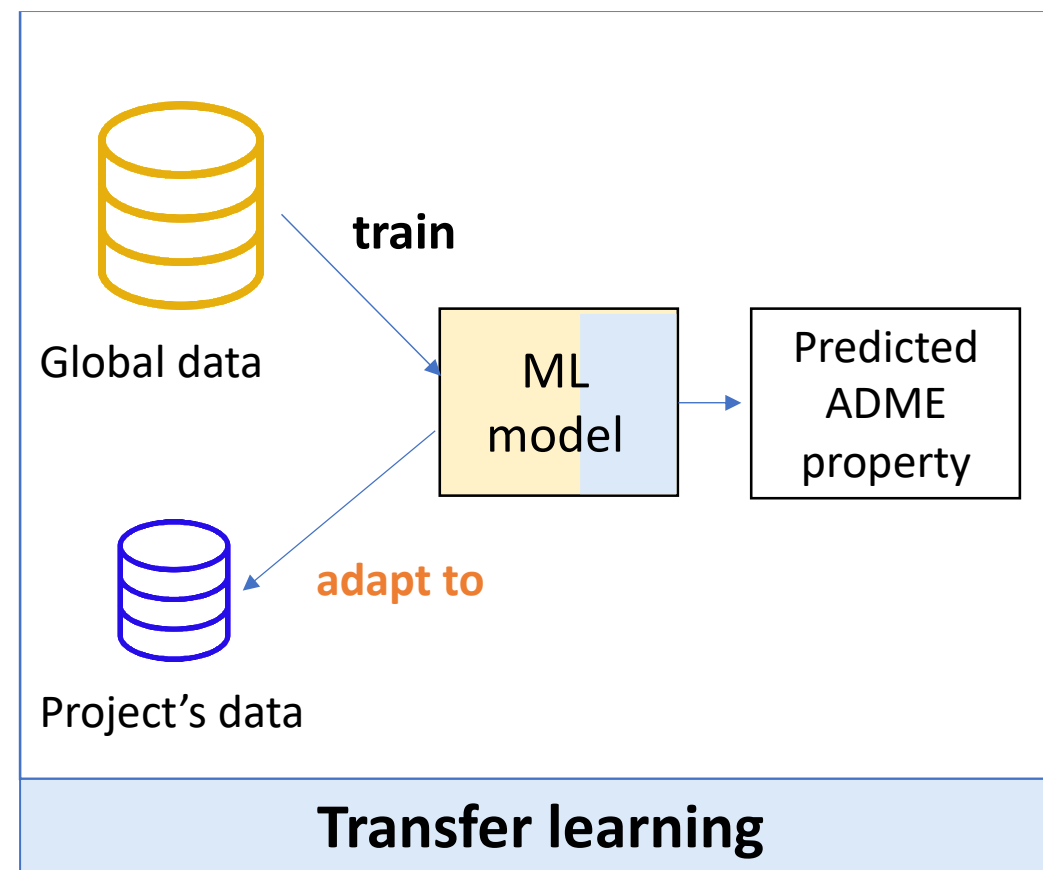 train
Global data
ML
model
Predicted
ADME
property
adapt to
Project’s data
Transfer learning